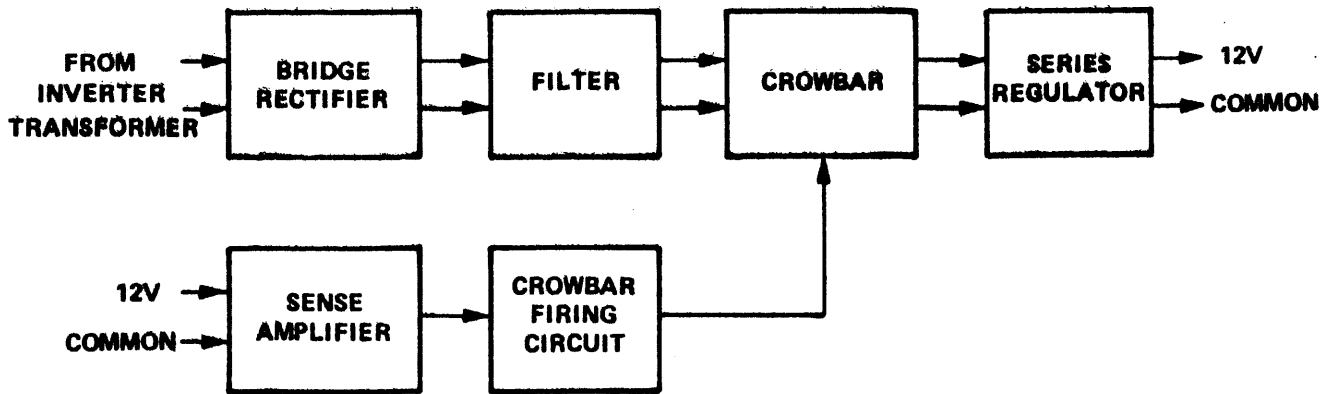 FROM
INVERTER
TRANSFORMER
BRIDGE
RECTIFIER
FILTER
CROWBAR
SERIES
REGULATOR
12V
COMMON
12V
COMMON
SENSE
AMPLIFIER
CROWBAR
FIRING
CIRCUIT